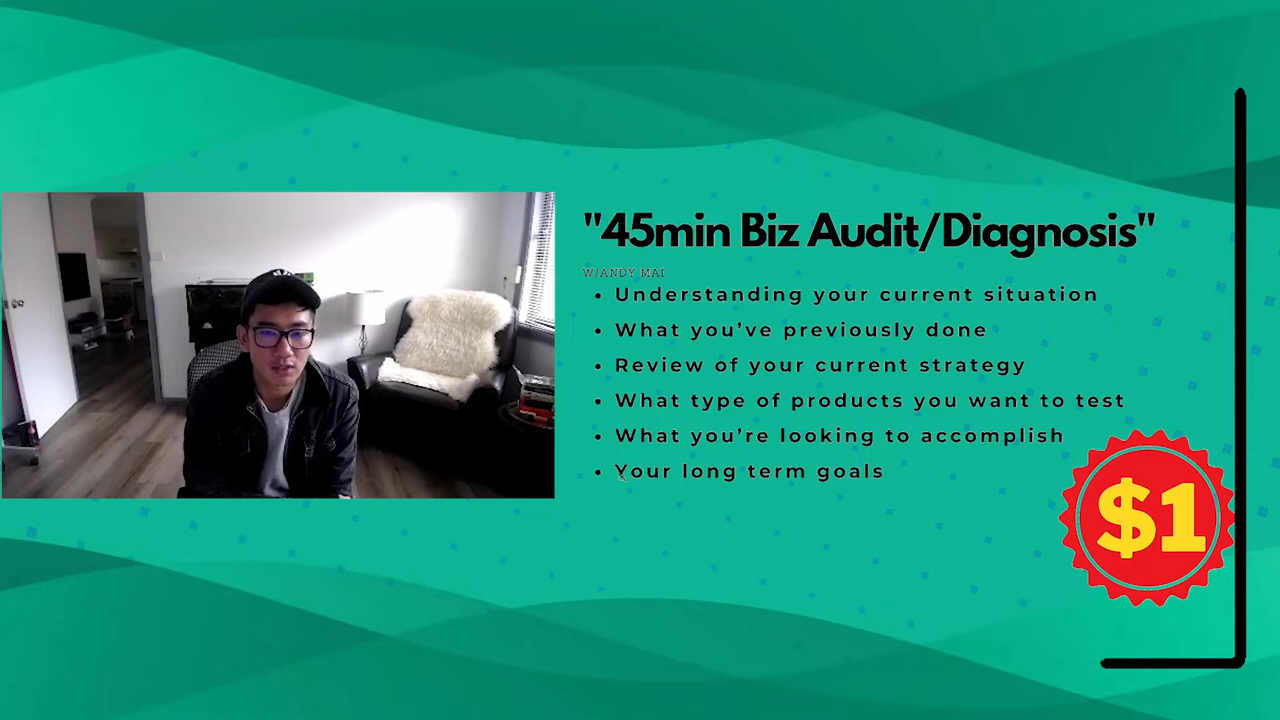 "45min Biz Audit/Diagnosis"
W/ANDY MAI
• Understanding your current situation
• What you’ve previously done
• Review of your current strategy
• What type of products you want to test
• What you’re looking to accomplish
• Your long term goals
$1